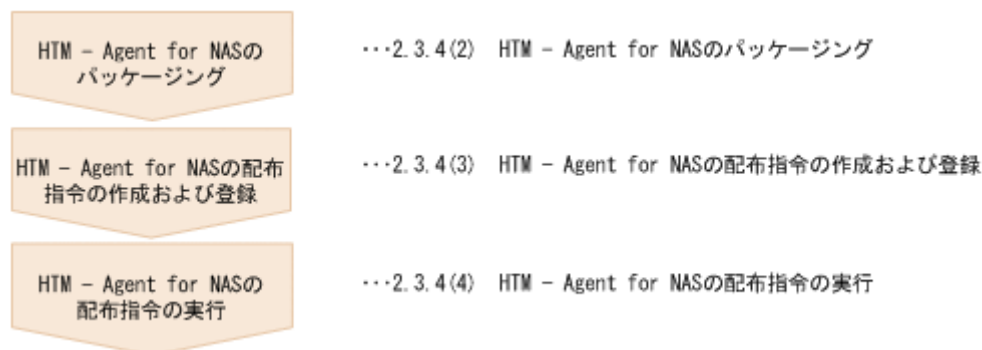 HTM - Agent for NASの
パッケージング
･･･2.3.4(2) HTM - Agent for NASのパッケージング
HTM - Agent for NASの配布
指令の作成および登録
･･･2.3.4(3) HTM - Agent for NASの配布指令の作成および登録
HTM - Agent for NASの
配布指令の実行
･･･2.3.4(4) HTM - Agent for NASの配布指令の実行